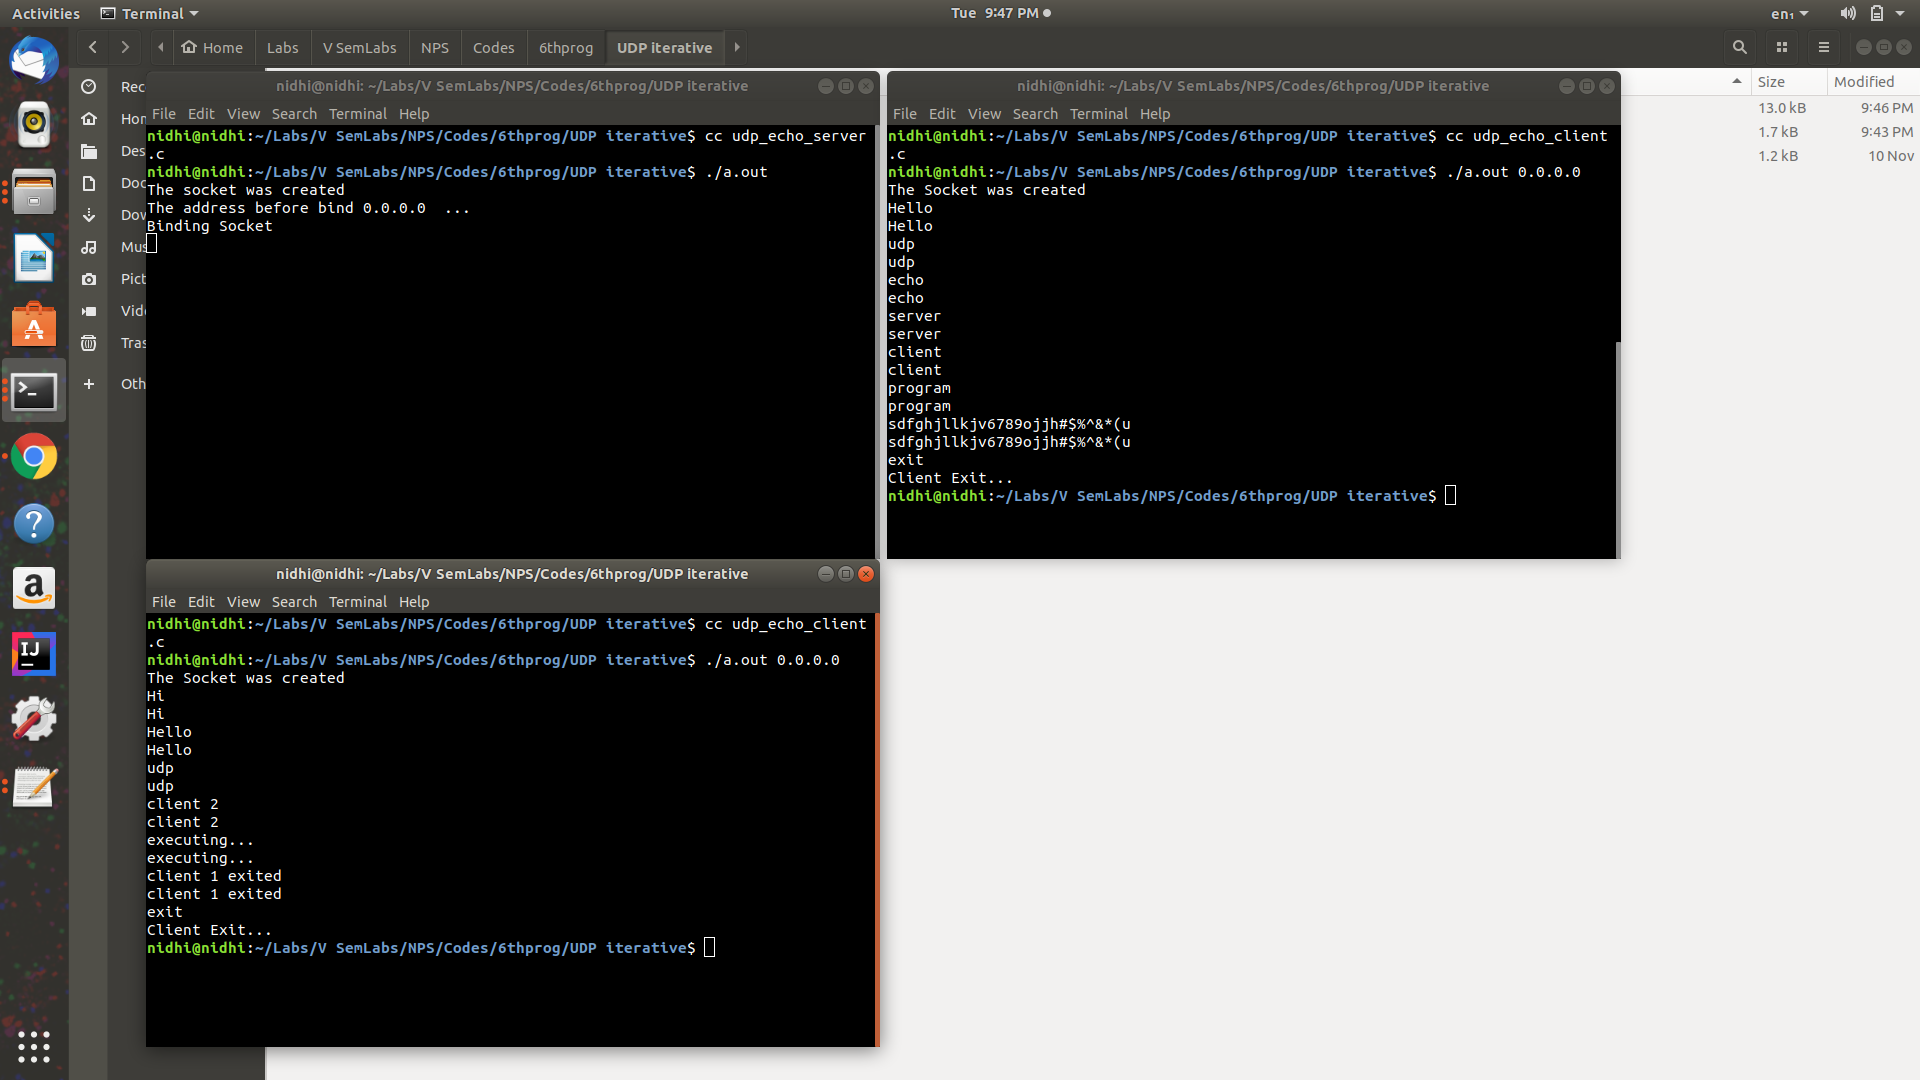 Activities
Terminal
Tue 9:47 PM
en₁
Home
Labs
V SemLabs
NPS
Codes
6thprog
UDP iterative
Size
Modified
13.0 kB
9:46 PM
1.7 kB
9:43 PM
1.2 kB
10 Nov
Rec
Hom
Des
Doc
Dow
Mus
Pict
Vide
Tras
Oth
nidhi@nidhi: ~/Labs/V SemLabs/NPS/Codes/6thprog/UDP iterative
File Edit View Search Terminal Help
nidhi@nidhi:~/Labs/V SemLabs/NPS/Codes/6thprog/UDP iterative$ cc udp_echo_server
.c
nidhi@nidhi:~/Labs/V SemLabs/NPS/Codes/6thprog/UDP iterative$ ./a.out
The socket was created
The address before bind 0.0.0.0  ...
Binding Socket
nidhi@nidhi: ~/Labs/V SemLabs/NPS/Codes/6thprog/UDP iterative
File Edit View Search Terminal Help
nidhi@nidhi:~/Labs/V SemLabs/NPS/Codes/6thprog/UDP iterative$ cc udp_echo_client
.c
nidhi@nidhi:~/Labs/V SemLabs/NPS/Codes/6thprog/UDP iterative$ ./a.out 0.0.0.0
The Socket was created
Hello
Hello
udp
udp
echo
echo
server
server
client
client
program
program
sdfghjllkjv6789ojjh#$%^&*(u
sdfghjllkjv6789ojjh#$%^&*(u
exit
Client Exit...
nidhi@nidhi:~/Labs/V SemLabs/NPS/Codes/6thprog/UDP iterative$
nidhi@nidhi: ~/Labs/V SemLabs/NPS/Codes/6thprog/UDP iterative
File Edit View Search Terminal Help
nidhi@nidhi:~/Labs/V SemLabs/NPS/Codes/6thprog/UDP iterative$ cc udp_echo_client
.c
nidhi@nidhi:~/Labs/V SemLabs/NPS/Codes/6thprog/UDP iterative$ ./a.out 0.0.0.0
The Socket was created
Hi
Hi
Hello
Hello
udp
udp
client 2
client 2
executing...
executing...
client 1 exited
client 1 exited
exit
Client Exit...
nidhi@nidhi:~/Labs/V SemLabs/NPS/Codes/6thprog/UDP iterative$